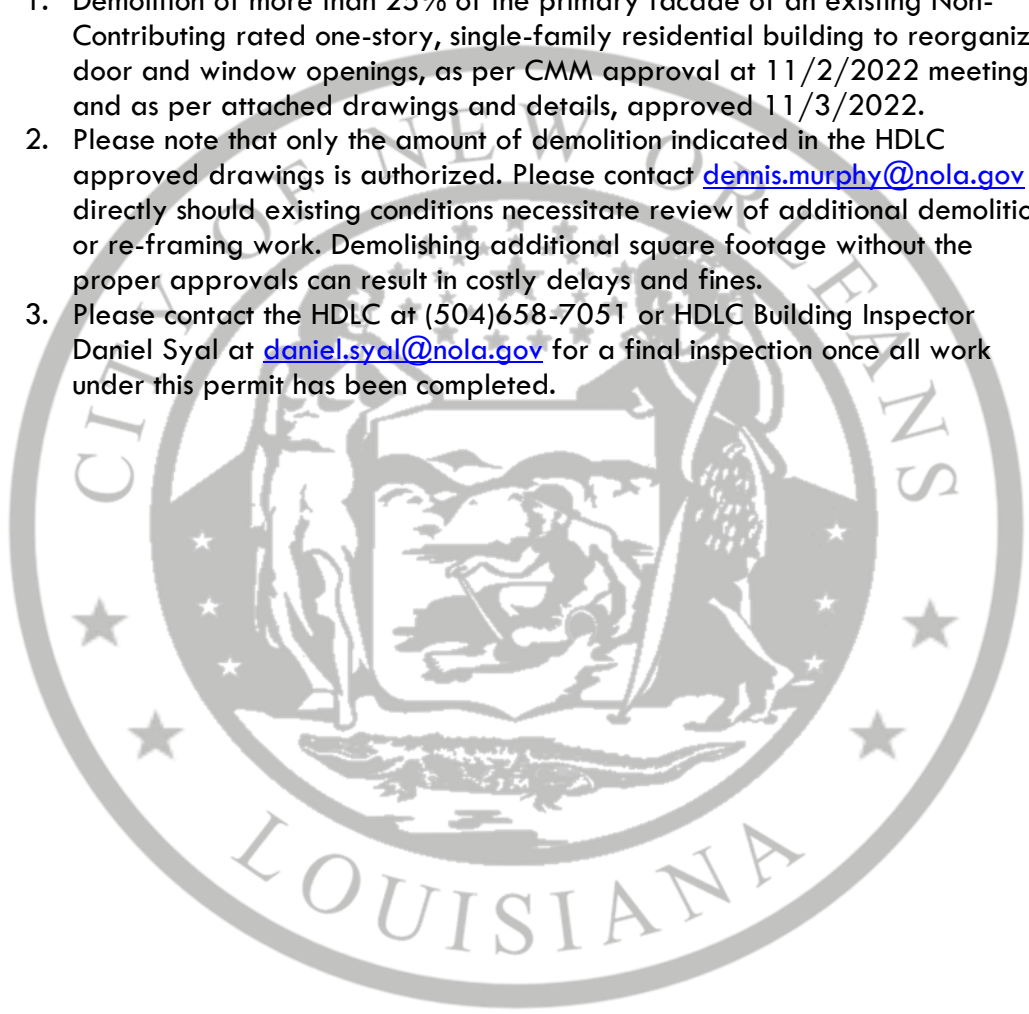 1. Demolition of more than 25% of the primary facade of an existing Non-
Contributing rated one-story, single-family residential building to reorganiz
door and window openings, as per CMM approval at 11/2/2022 meeting
and as per attached drawings and details, approved 11/3/2022.
2. Please note that only the amount of demolition indicated in the HDLC
approved drawings is authorized. Please contact dennis.murphy@nola.gov
directly should existing conditions necessitate review of additional demolitio
or re-framing work. Demolishing additional square footage without the
proper approvals can result in costly delays and fines.
3. Please contact the HDLC at (504)658-7051 or HDLC Building Inspector
Daniel Syal at daniel.syal@nola.gov for a final inspection once all work
under this permit has been completed.
CITY OF NEW ORLEANS
LOUISIANA